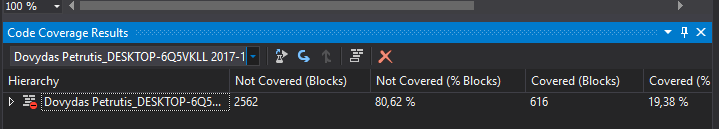 100 %
Code Coverage Results
Dovydas Petrutis_DESKTOP-6Q5VKLL 2017-1
Hierarchy Not Covered (Blocks) Not Covered (% Blocks) Covered (Blocks) Covered (%
Dovydas Petrutis_DESKTOP-6Q5... 2562 80,62 % 616 19,38 %